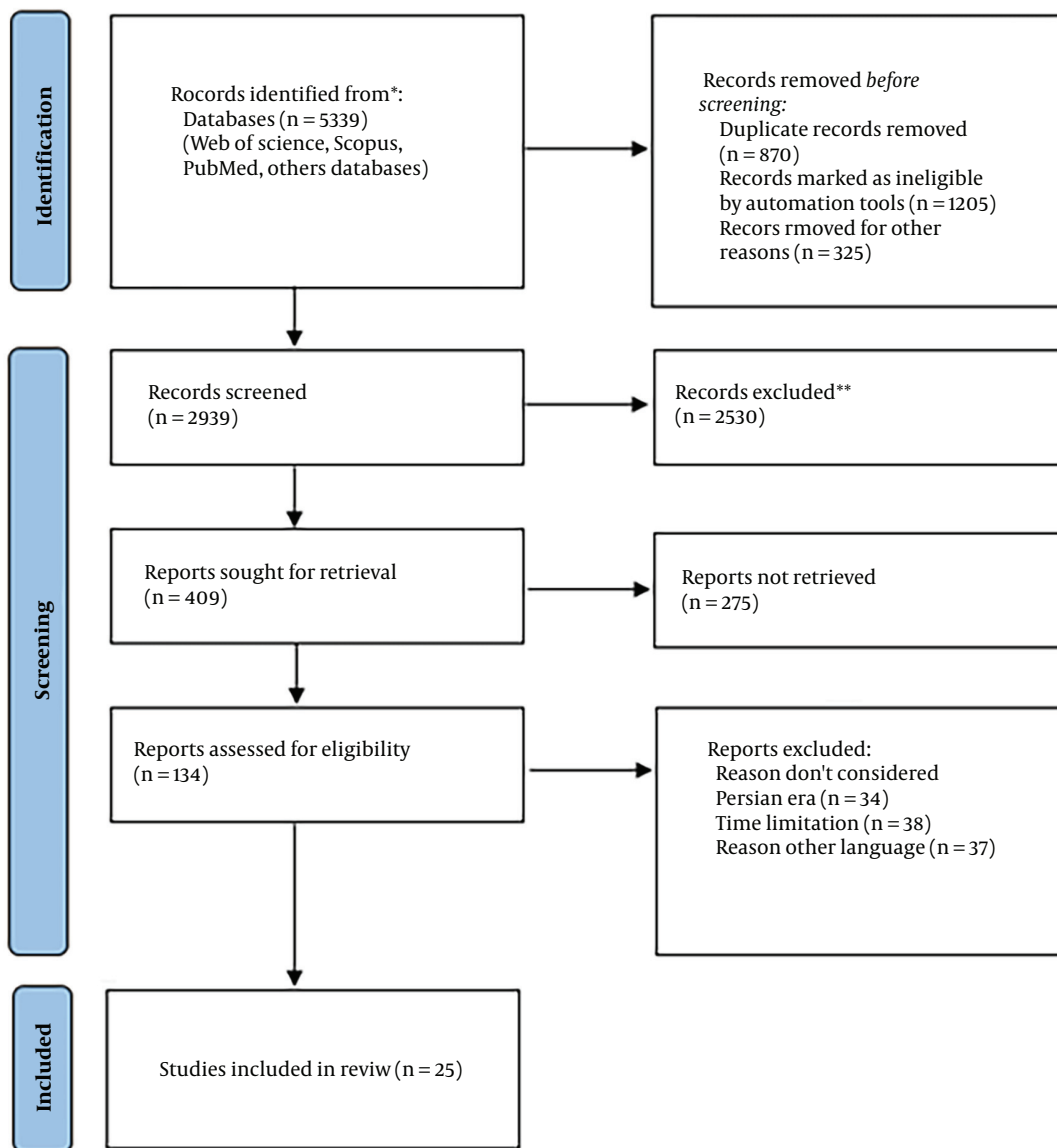 Identification
Rocords identified from*:
Databases (n = 5339)
(Web of science, Scopus,
PubMed, others databases)
Records removed before
screening:
Duplicate records removed
(n = 870)
Records marked as ineligible
by automation tools (n = 1205)
Recors rmoved for other
reasons (n = 325)
Screening
Records screened
(n = 2939)
Records excluded**
(n = 2530)
Reports sought for retrieval
(n = 409)
Reports not retrieved
(n = 275)
Reports assessed for eligibility
(n = 134)
Reports excluded:
Reason don't considered
Persian era (n = 34)
Time limitation (n = 38)
Reason other language (n = 37)
Included
Studies included in reviw (n = 25)